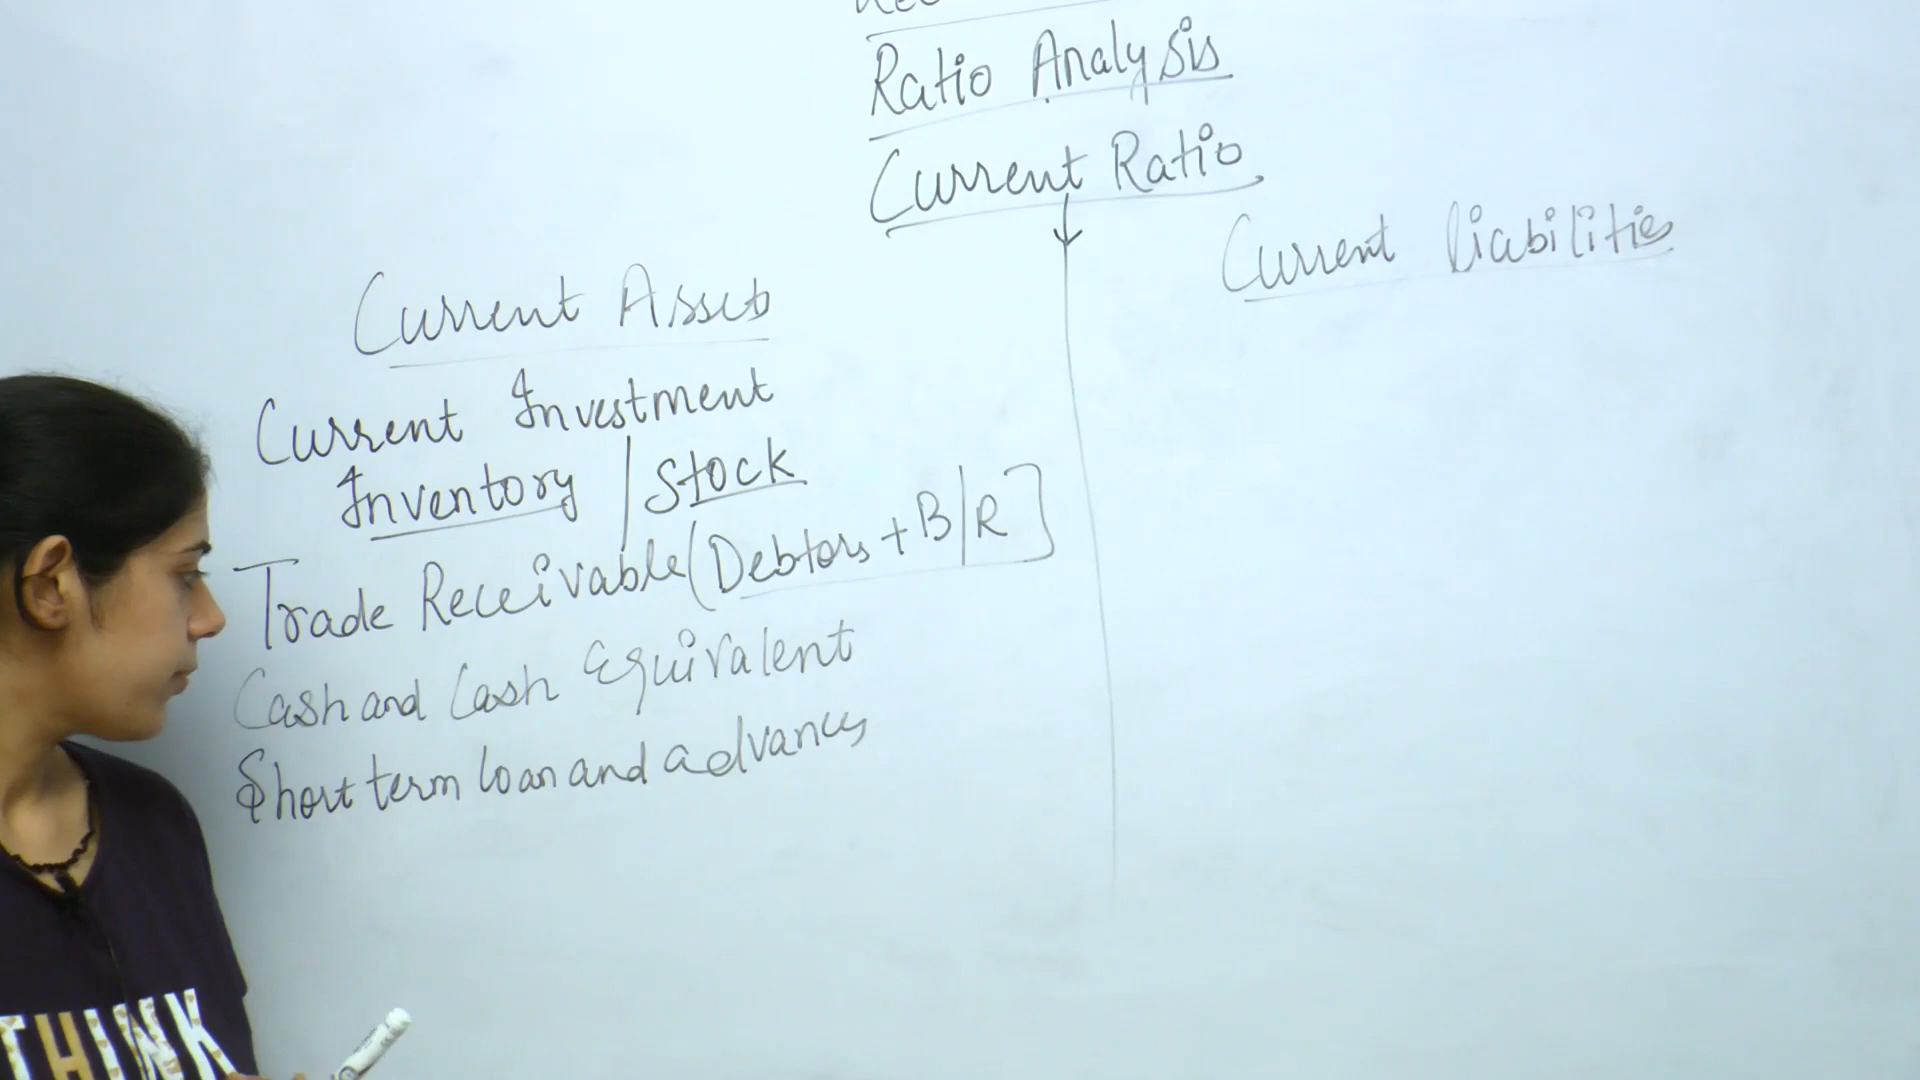 Ratio Analysis
Current Ratio
Current Liabilities
Current Assets
Current Investment
Inventory / Stock
Trade Receivable (Debtors + B/R]
Cash and Cash Equivalent
Short term loan and advances
THINK